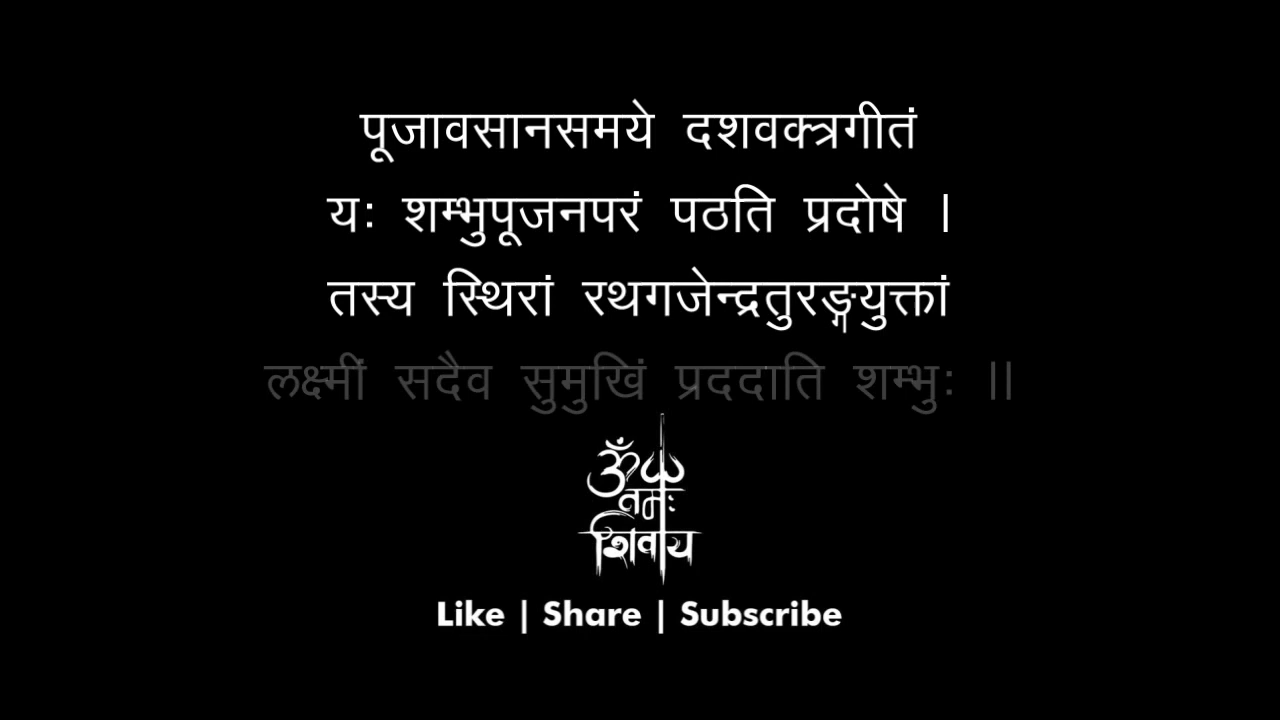 पूजावसानसमये दशवक्त्रगीतं
यः शम्भुपूजनपरं पठति प्रदोषे ।
तस्य स्थिरां रथगजेन्द्रतुरङ्गयुक्तां
लक्ष्मीं सदैव सुमुखिं प्रददाति शम्भुः ॥
ॐ
नमः
शिवाय
Like | Share | Subscribe